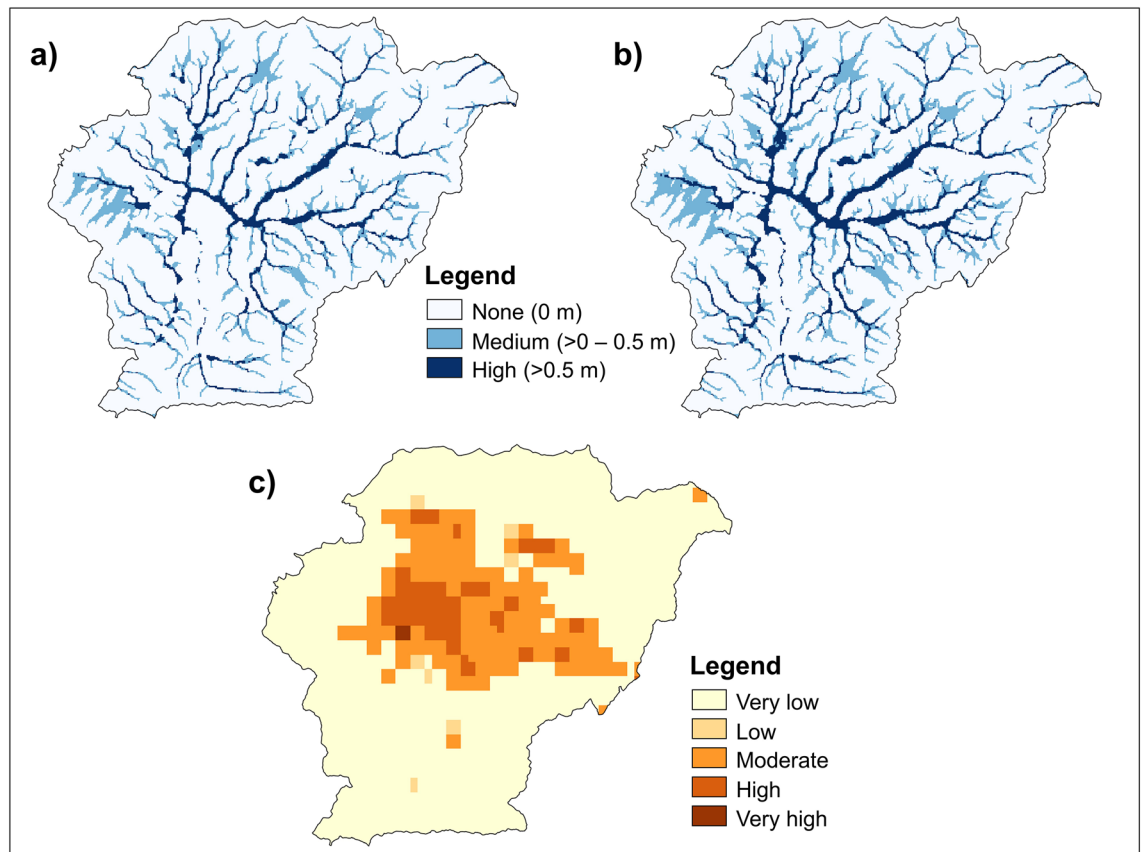 a)
b)
Legend
None (0 m)
Medium (>0 – 0.5 m)
High (>0.5 m)
c)
Legend
Very low
Low
Moderate
High
Very high